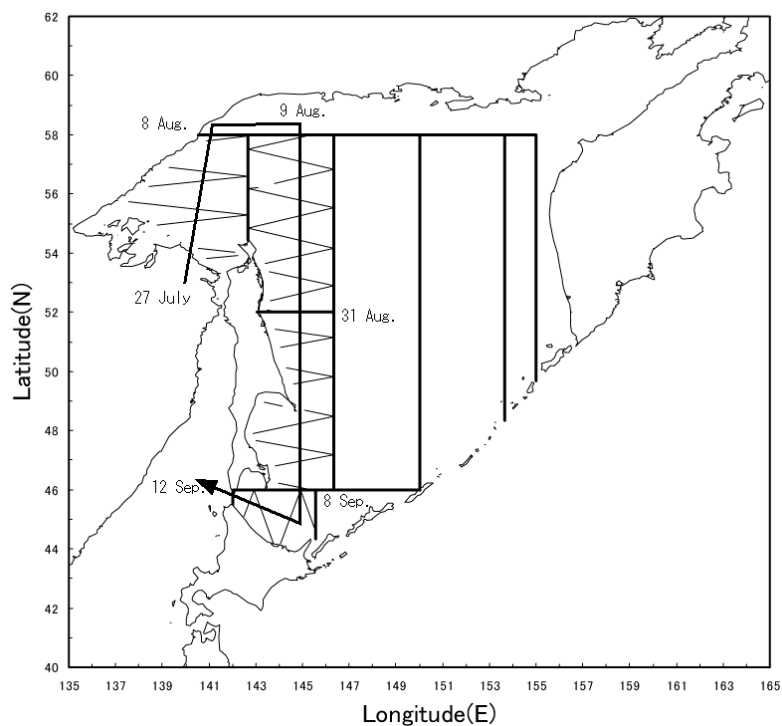 62
60
9 Aug.
8 Aug.
58
56
54
27 July
52
31 Aug.
50
48
46
12 Sep.
8 Sep.
44
42
40
Latitude(N)
135 137 139 141 143 145 147 149 151 153 155 157 159 161 163 165
Longitude(E)